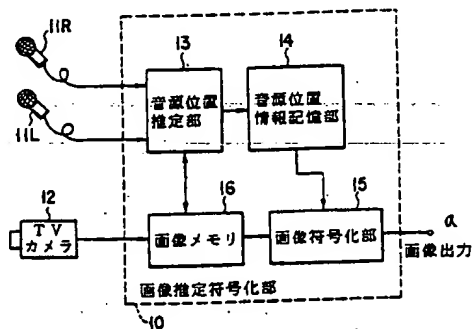 11R
13
14
音源位置
推定部
音源位置
情報記憶部
11L
12
16
15
TV
カメラ
画像メモリ
画像符号化部
a
画像出力
画像推定符号化部
10